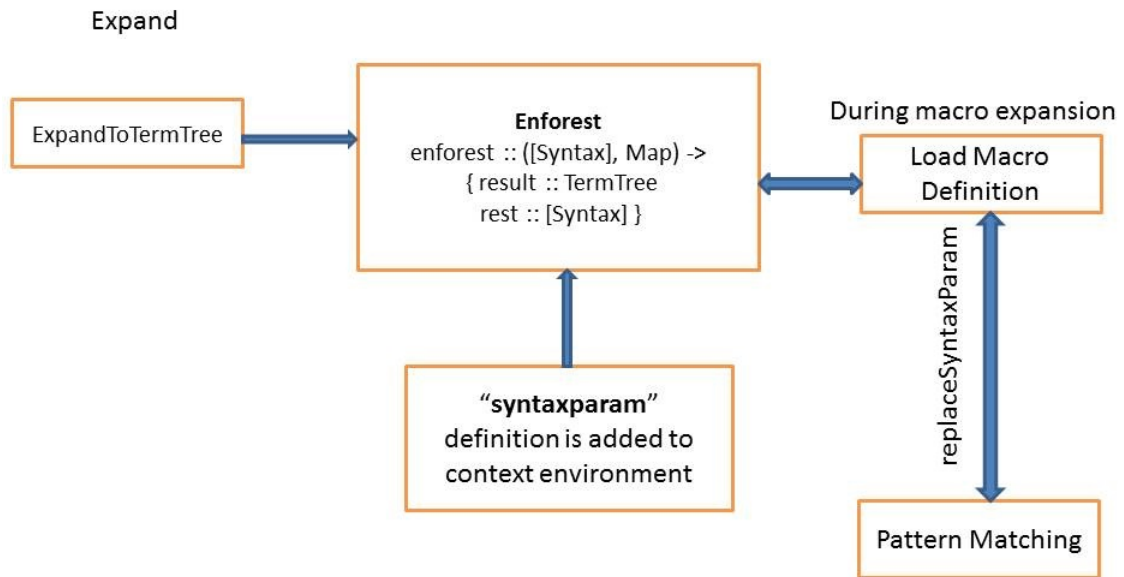 Expand
ExpandToTermTree
Enforest
enforest :: ([Syntax], Map) ->
{ result :: TermTree
rest :: [Syntax] }
During macro expansion
Load Macro
Definition
replaceSyntaxParam
“syntaxparam”
definition is added to
context environment
Pattern Matching